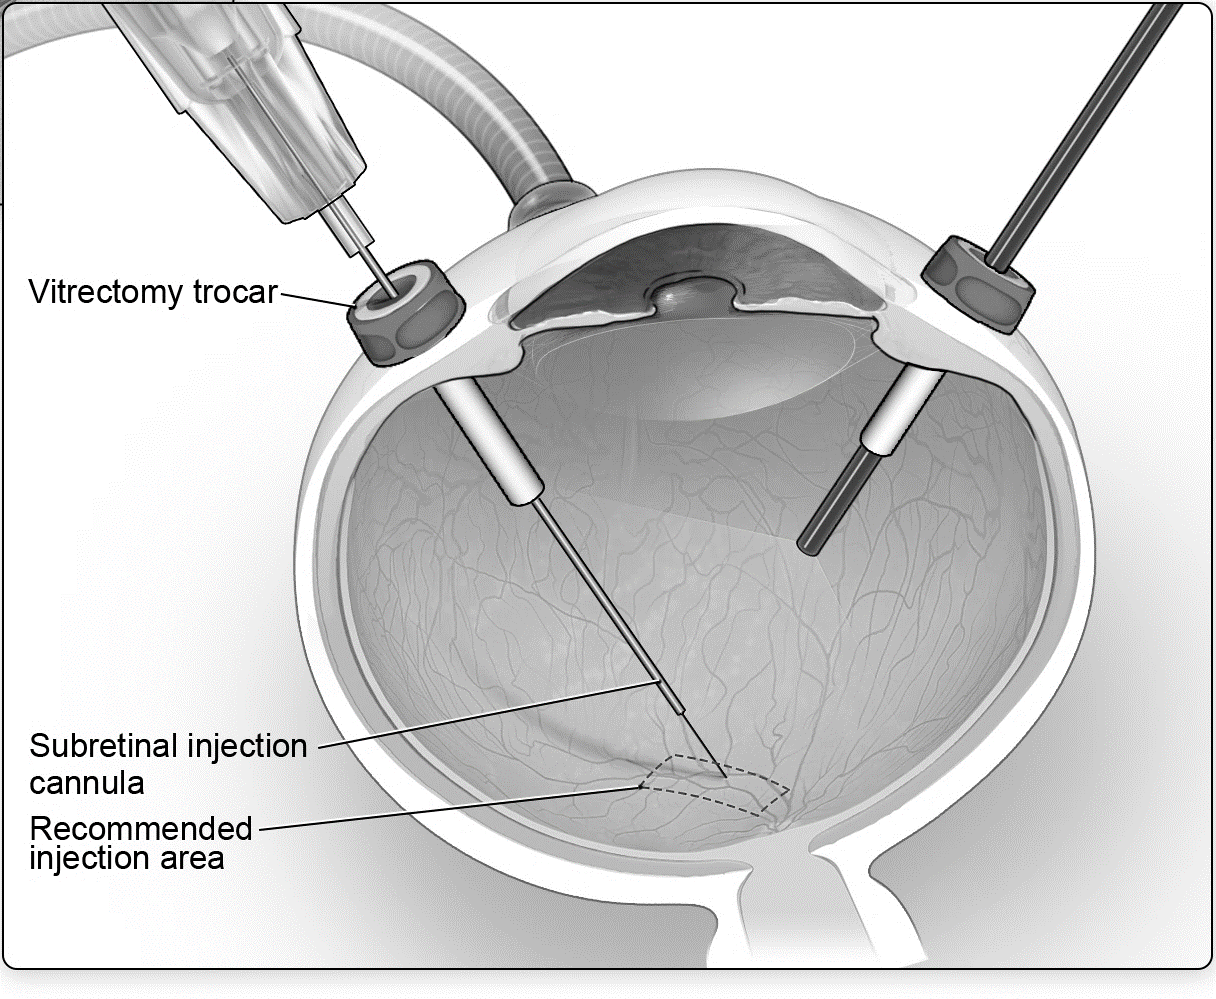 Vitrectomy trocar
Subretinal injection
cannula
Recommended
injection area